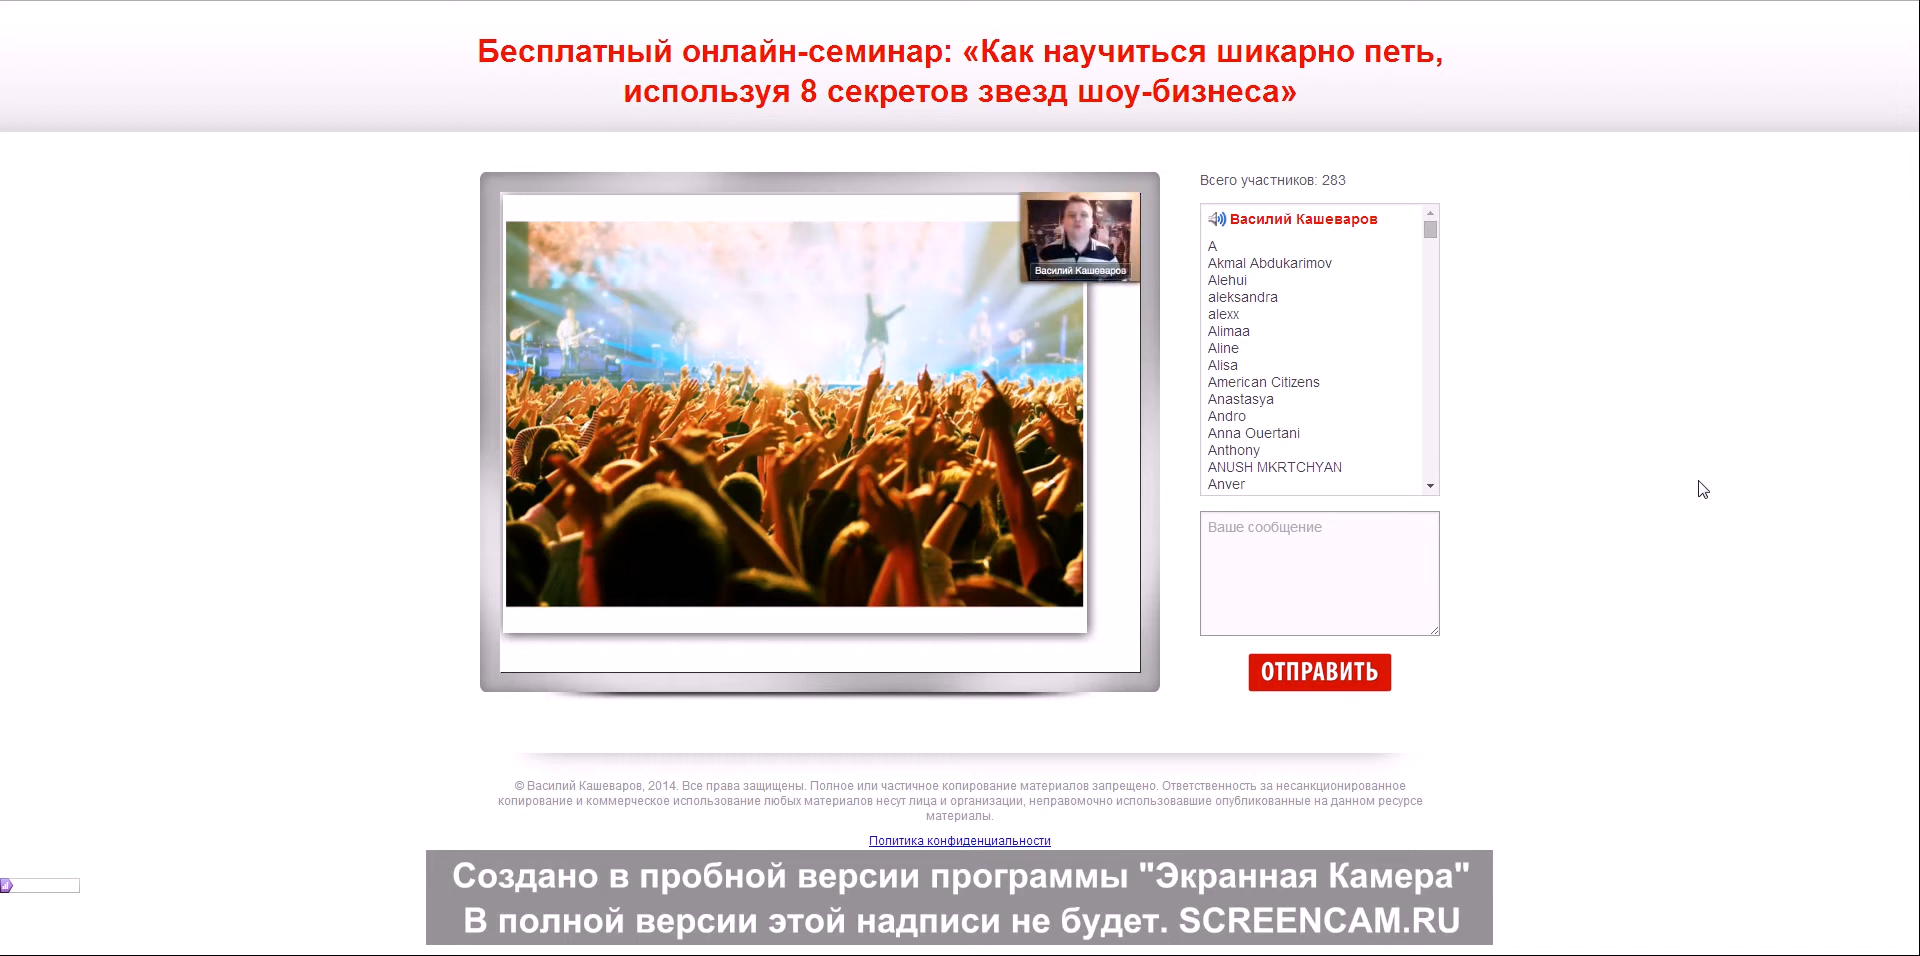 Бесплатный онлайн-семинар: «Как научиться шикарно петь,
используя 8 секретов звезд шоу-бизнеса»
Василий Кашеваров
Всего участников: 283
Василий Кашеваров
A
Akmal Abdukarimov
Alehui
aleksandra
alexx
Alimaa
Aline
Alisa
American Citizens
Anastasya
Andro
Anna Ouertani
Anthony
ANUSH MKRTCHYAN
Anver
Ваше сообщение
ОТПРАВИТЬ
© Василий Кашеваров, 2014. Все права защищены. Полное или частичное копирование материалов запрещено. Ответственность за несанкционированное
копирование и коммерческое использование любых материалов несут лица и организации, неправомочно использовавшие опубликованные на данном ресурсе
материалы.
Политика конфиденциальности
Создано в пробной версии программы "Экранная Камера"
В полной версии этой надписи не будет. SCREENCAM.RU